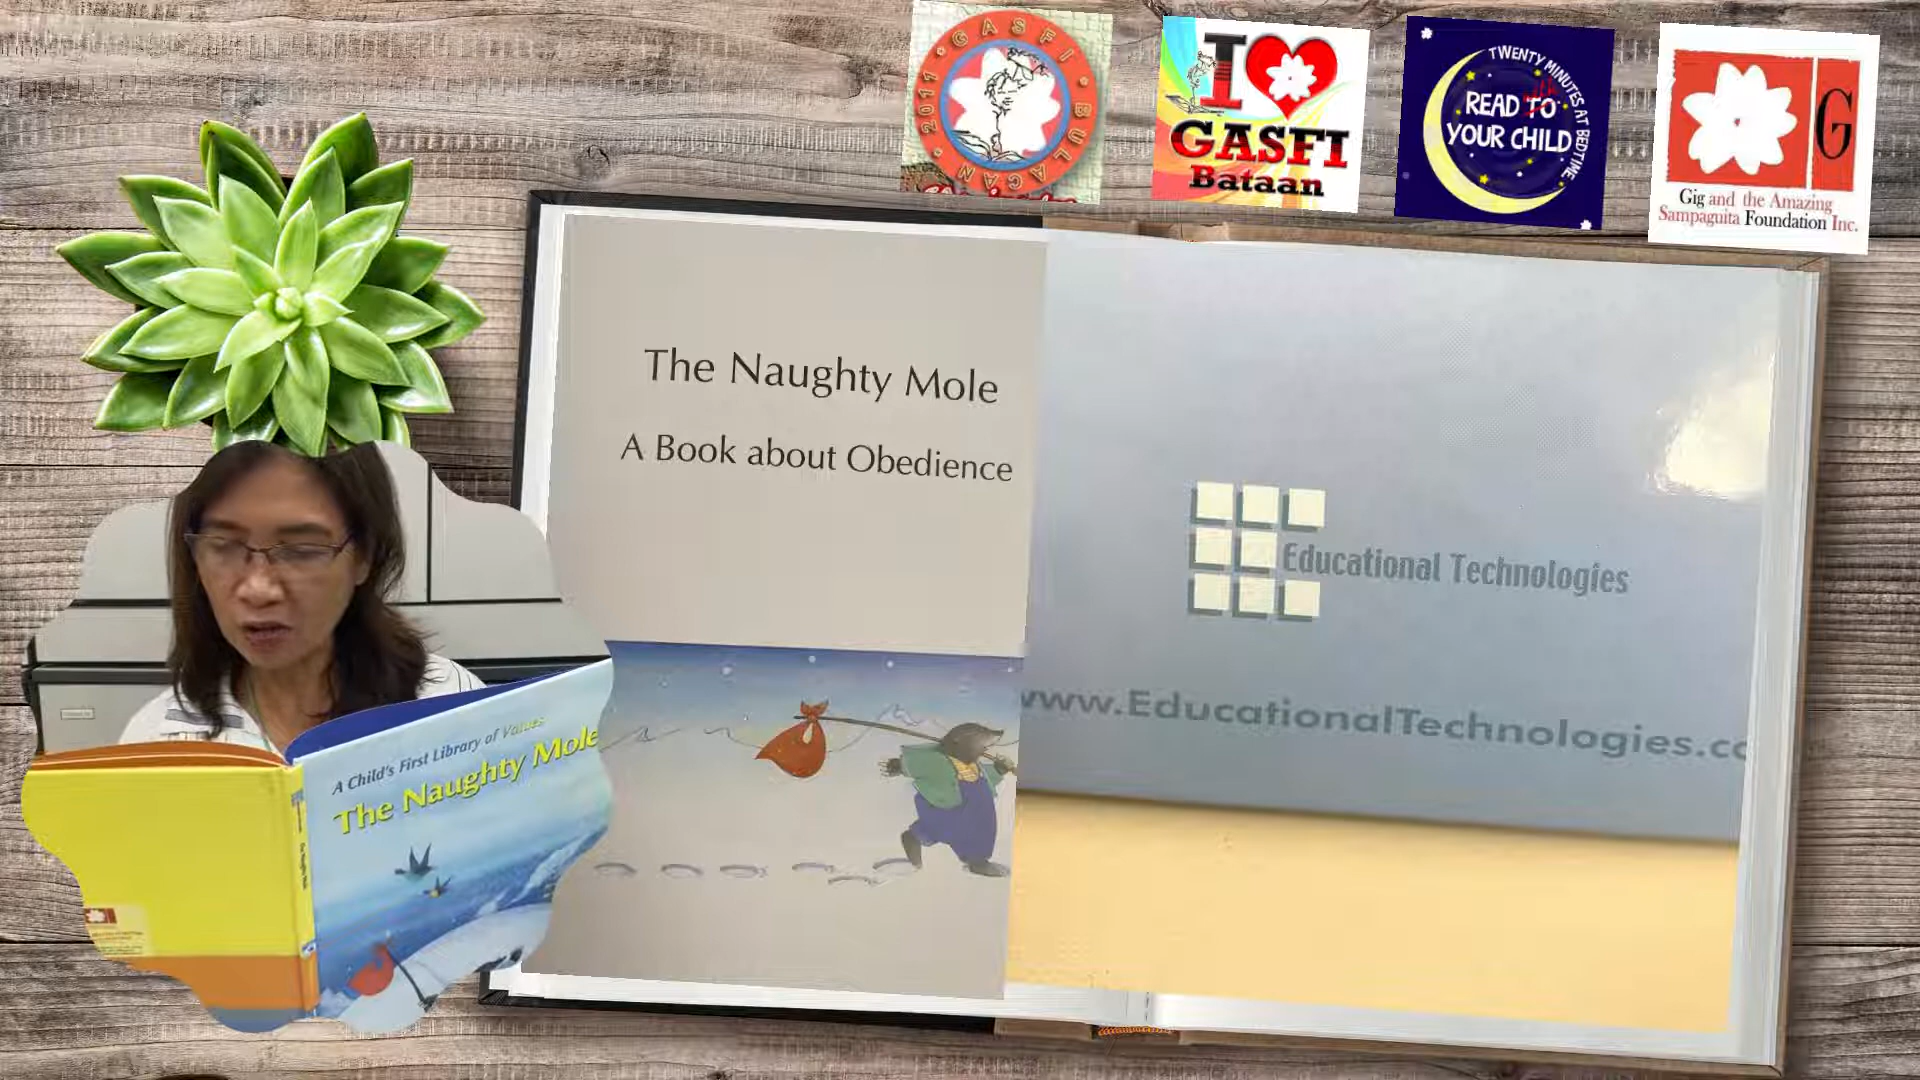 2011 • GASFI • BULACAN
I
GASFI
Bataan
TWENTY MINUTES AT BEDTIME
READ TO
with
YOUR CHILD
G
Gig and the Amazing
Sampaguita Foundation Inc.
The Naughty Mole
A Book about Obedience
Educational Technologies
www.EducationalTechnologies.co
A Child's First Library of Values
The Naughty Mole